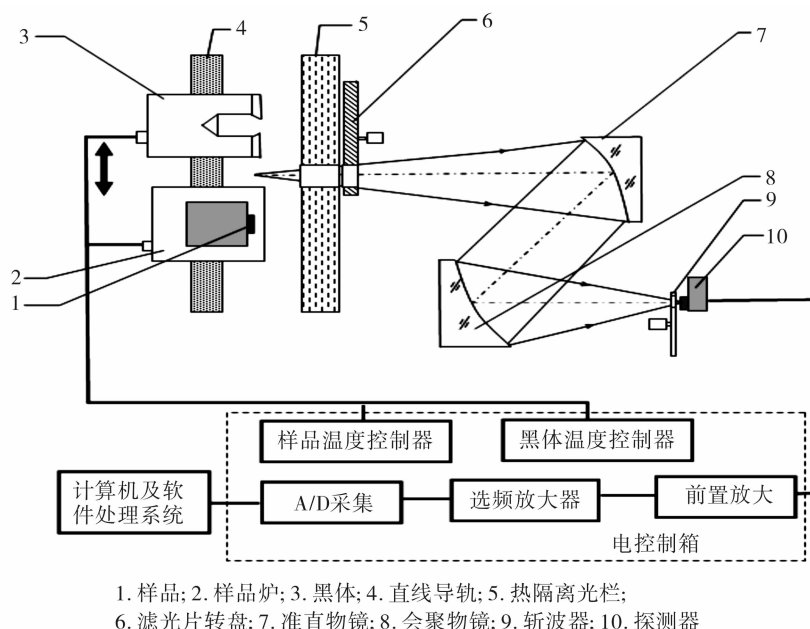 3
4
5
6
7
8
9
10
2
1
样品温度控制器
黑体温度控制器
计算机及软
件处理系统
A/D采集
选频放大器
前置放大
电控制箱
1. 样品; 2. 样品炉; 3. 黑体; 4. 直线导轨; 5. 热隔离光栏;
6. 滤光片转盘; 7. 准直物镜; 8. 会聚物镜; 9. 斩波器; 10. 探测器